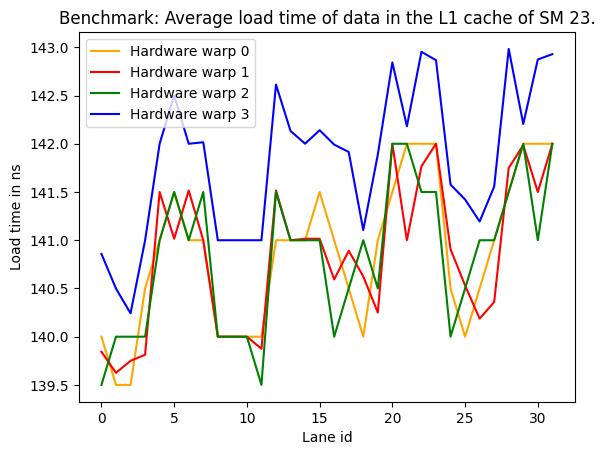 Benchmark: Average load time of data in the L1 cache of SM 23.
Hardware warp 0
Hardware warp 1
Hardware warp 2
Hardware warp 3
143.0
142.5
142.0
141.5
141.0
140.5
140.0
139.5
Load time in ns
0 5 10 15 20 25 30
Lane id